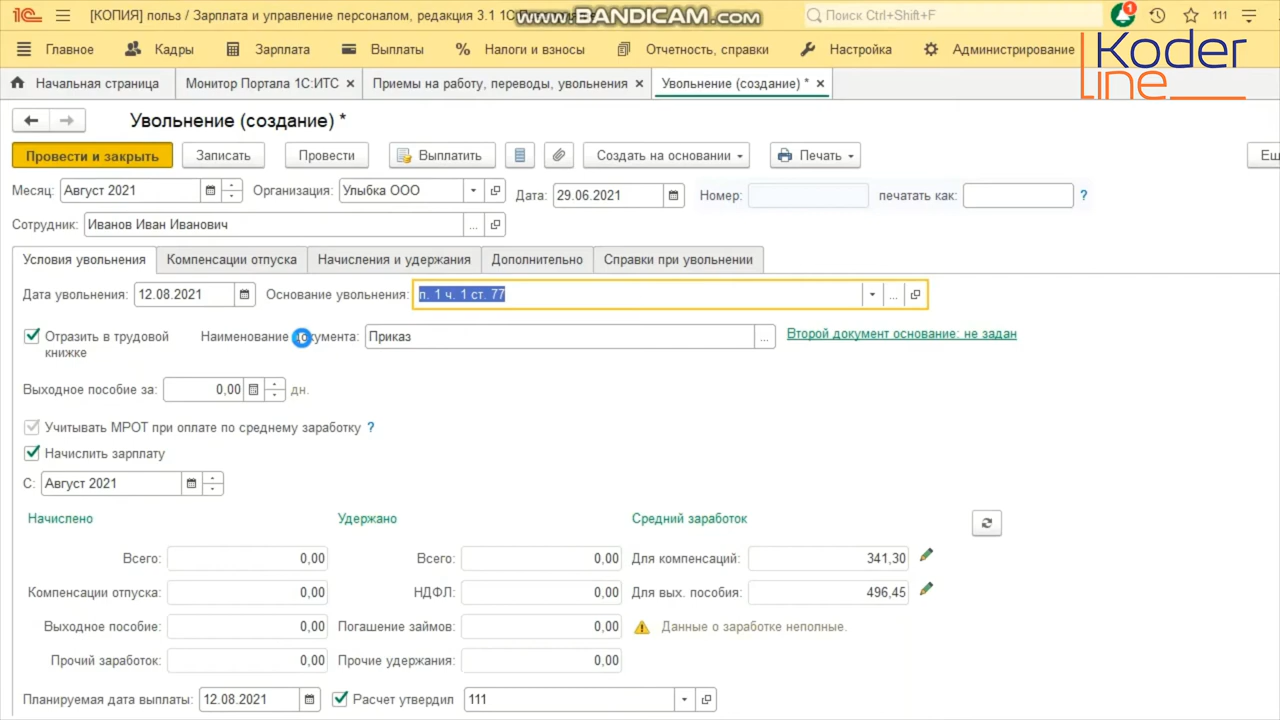 [КОПИЯ] польз / Зарплата и управление персоналом, редакция 3.1 1С
www.BANDICAM.com
Поиск Ctrl+Shift+F
1
111
Главное Кадры Зарплата Выплаты % Налоги и взносы Отчетность, справки Настройка Администрирование
Koder
line
Начальная страница Монитор Портала 1С:ИТС × Приемы на работу, переводы, увольнения × Увольнение (создание) * ×
Увольнение (создание) *
Провести и закрыть Записать Провести Выплатить Создать на основании Печать Ещ
Месяц: Август 2021 Организация: Улыбка ООО Дата: 29.06.2021 Номер: печатать как: ?
Сотрудник: Иванов Иван Иванович ...
Условия увольнения Компенсации отпуска Начисления и удержания Дополнительно Справки при увольнении
Дата увольнения: 12.08.2021 Основание увольнения: п. 1 ч. 1 ст. 77 ...
Отразить в трудовой книжке Наименование документа: Приказ ... Второй документ основание: не задан
Выходное пособие за: 0,00 дн.
Учитывать МРОТ при оплате по среднему заработку ?
Начислить зарплату
С: Август 2021
Начислено Удержано Средний заработок
Всего: 0,00 Всего: 0,00 Для компенсаций: 341,30
Компенсации отпуска: 0,00 НДФЛ: 0,00 Для вых. пособия: 496,45
Выходное пособие: 0,00 Погашение займов: 0,00 Данные о заработке неполные.
Прочий заработок: 0,00 Прочие удержания: 0,00
Планируемая дата выплаты: 12.08.2021 Расчет утвердил 111